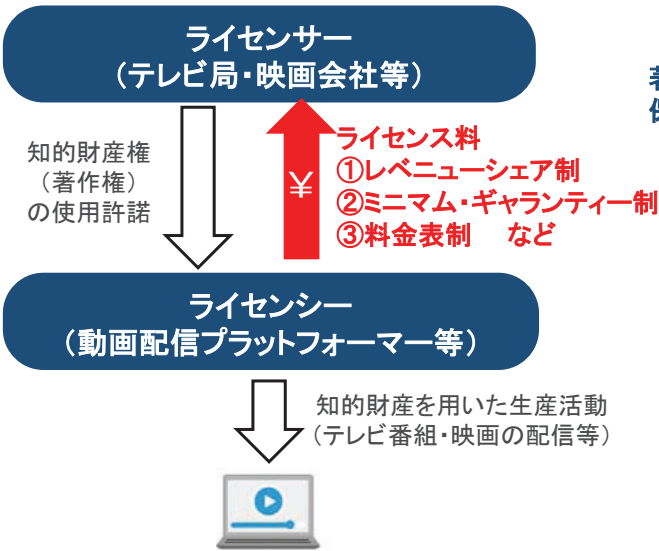 ライセンサー
（テレビ局・映画会社等）
知的財産権
（著作権）
の使用許諾
¥
ライセンス料
①レベニューシェア制
②ミニマム・ギャランティー制
③料金表制　など
ライセンシー
（動画配信プラットフォーマー等）
知的財産を用いた生産活動
（テレビ番組・映画の配信等）